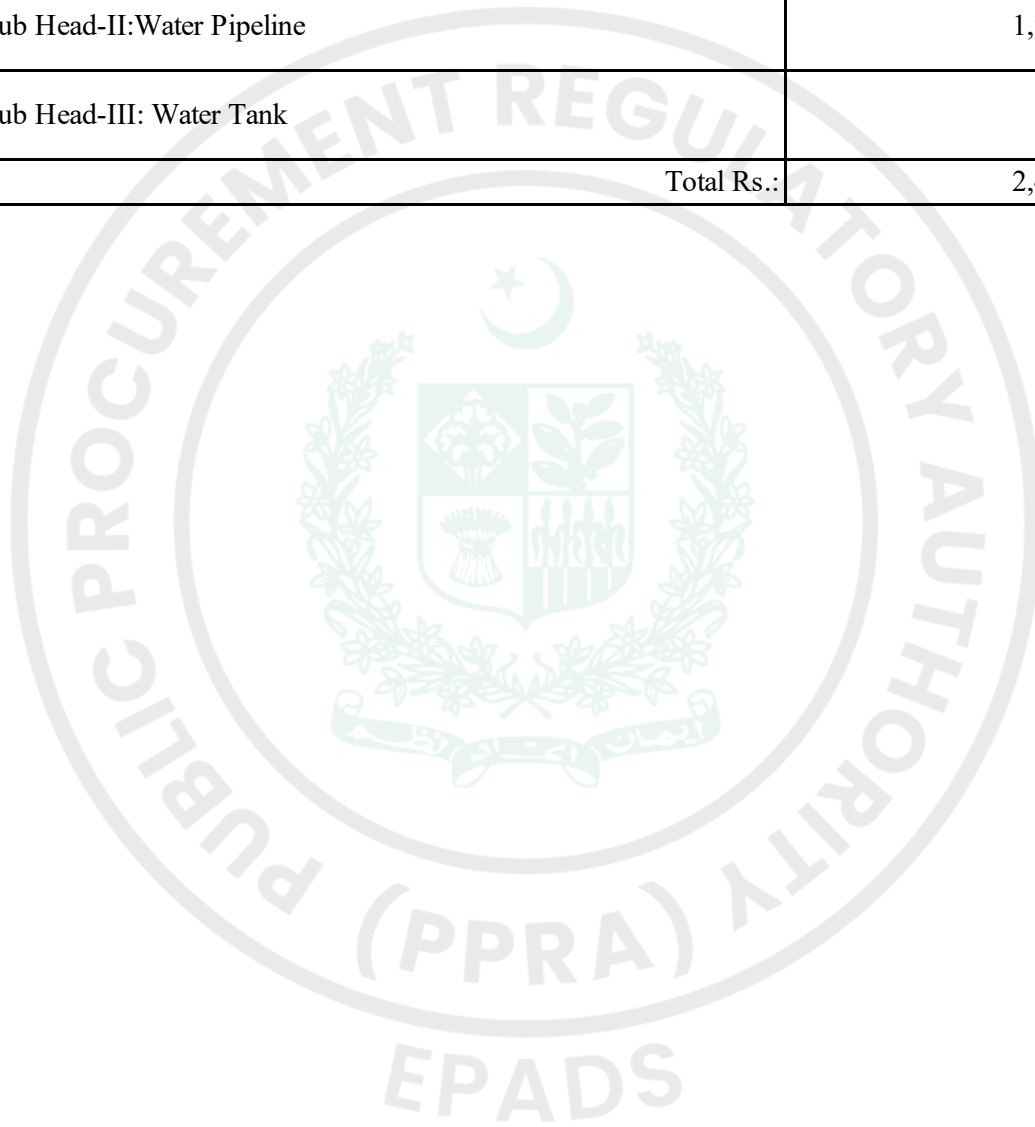 ub Head-II:Water Pipeline 1,
ub Head-III: Water Tank
Total Rs.: 2,
PUBLIC PROCUREMENT REGULATORY AUTHORITY
(PPRA)
EPADS